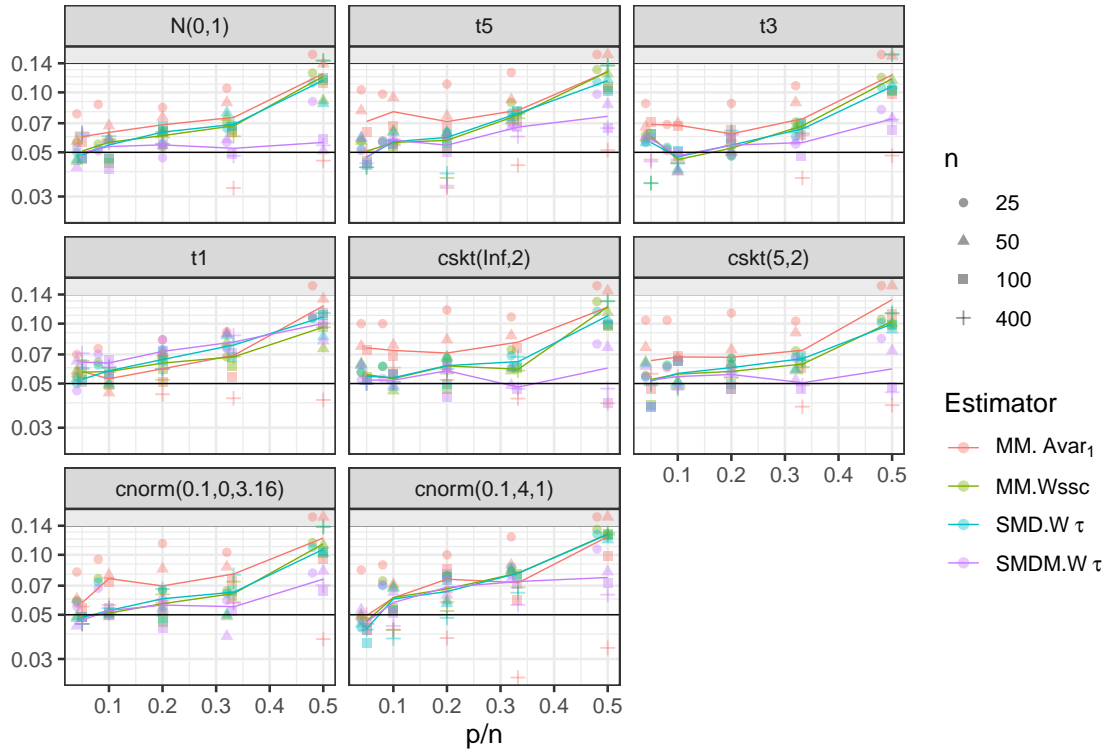 N(0,1)
t5
t3
0.14
0.10
0.07
0.05
0.03
t1
cskt(Inf,2)
cskt(5,2)
0.14
0.10
0.07
0.05
0.03
cnorm(0.1,0,3.16)
cnorm(0.1,4,1)
0.14
0.10
0.07
0.05
0.03
0.1 0.2 0.3 0.4 0.5
0.1 0.2 0.3 0.4 0.5
0.1 0.2 0.3 0.4 0.5
p/n
n
25
50
100
400
Estimator
MM. Avar₁
MM.Wssc
SMD.W τ
SMDM.W τ